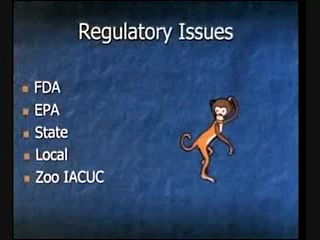 Regulatory Issues
FDA
EPA
State
Local
Zoo IACUC